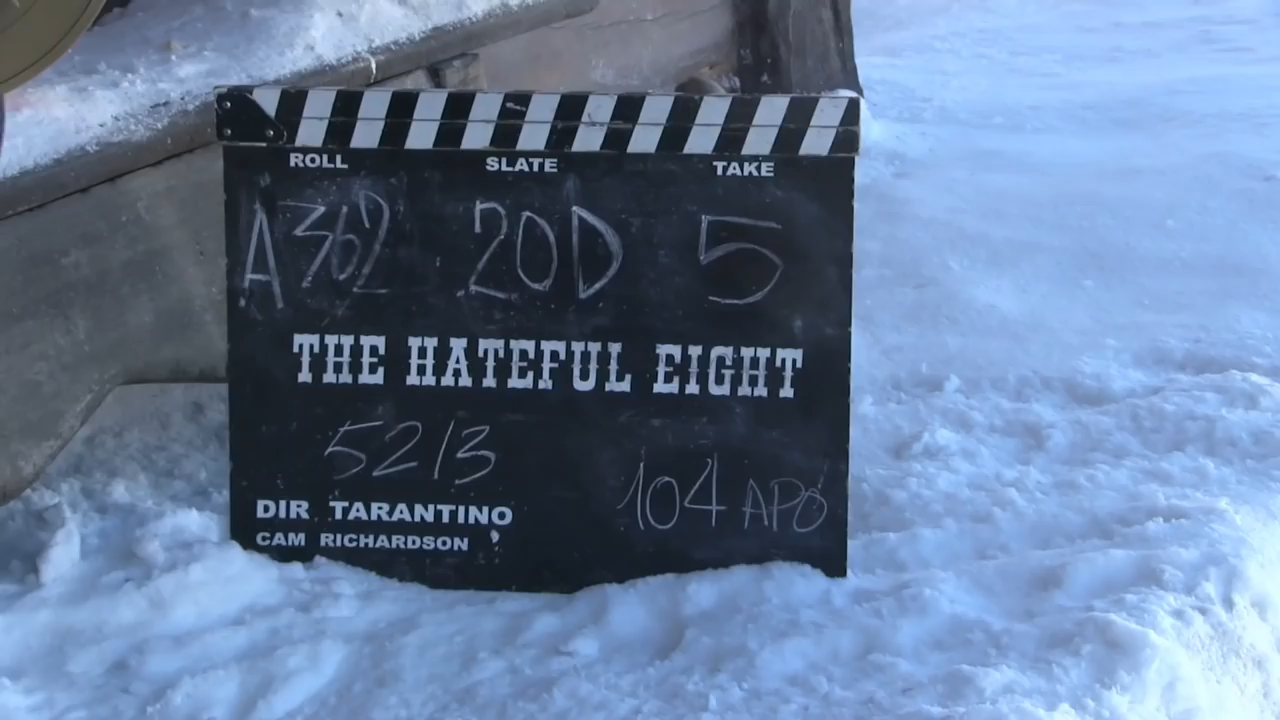 ROLL SLATE TAKE
A362 20D 5
THE HATEFUL EIGHT
5213
104 APO
DIR TARANTINO
CAM RICHARDSON